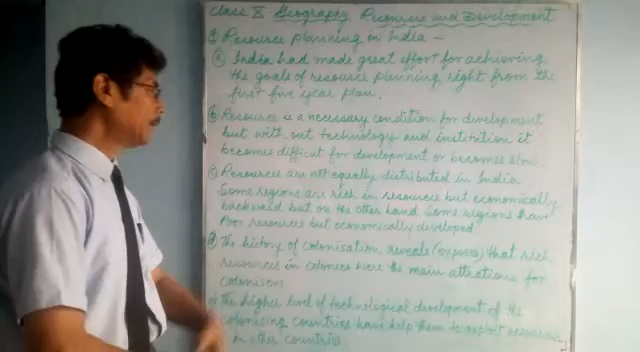 Class X Geography Resources and Development
Resource planning in India -
a India had made great effort for achieving
the goals of resource planning right from the
first five year plan.
b Resource is a necessary condition for development
but with out technology and institution it
becomes difficult for development or becomes slow.
c Resources are not equally distributed in India
Some regions are rich in resources but economically
backward but on the other hand some regions have
Poor resources but economically developed
d The history of colonisation reveals (exposes) that rich
resources in colonies were the main attrations for
colonisers
The higher level of technological development of the
colonising countries have help them to exploit
in other countries